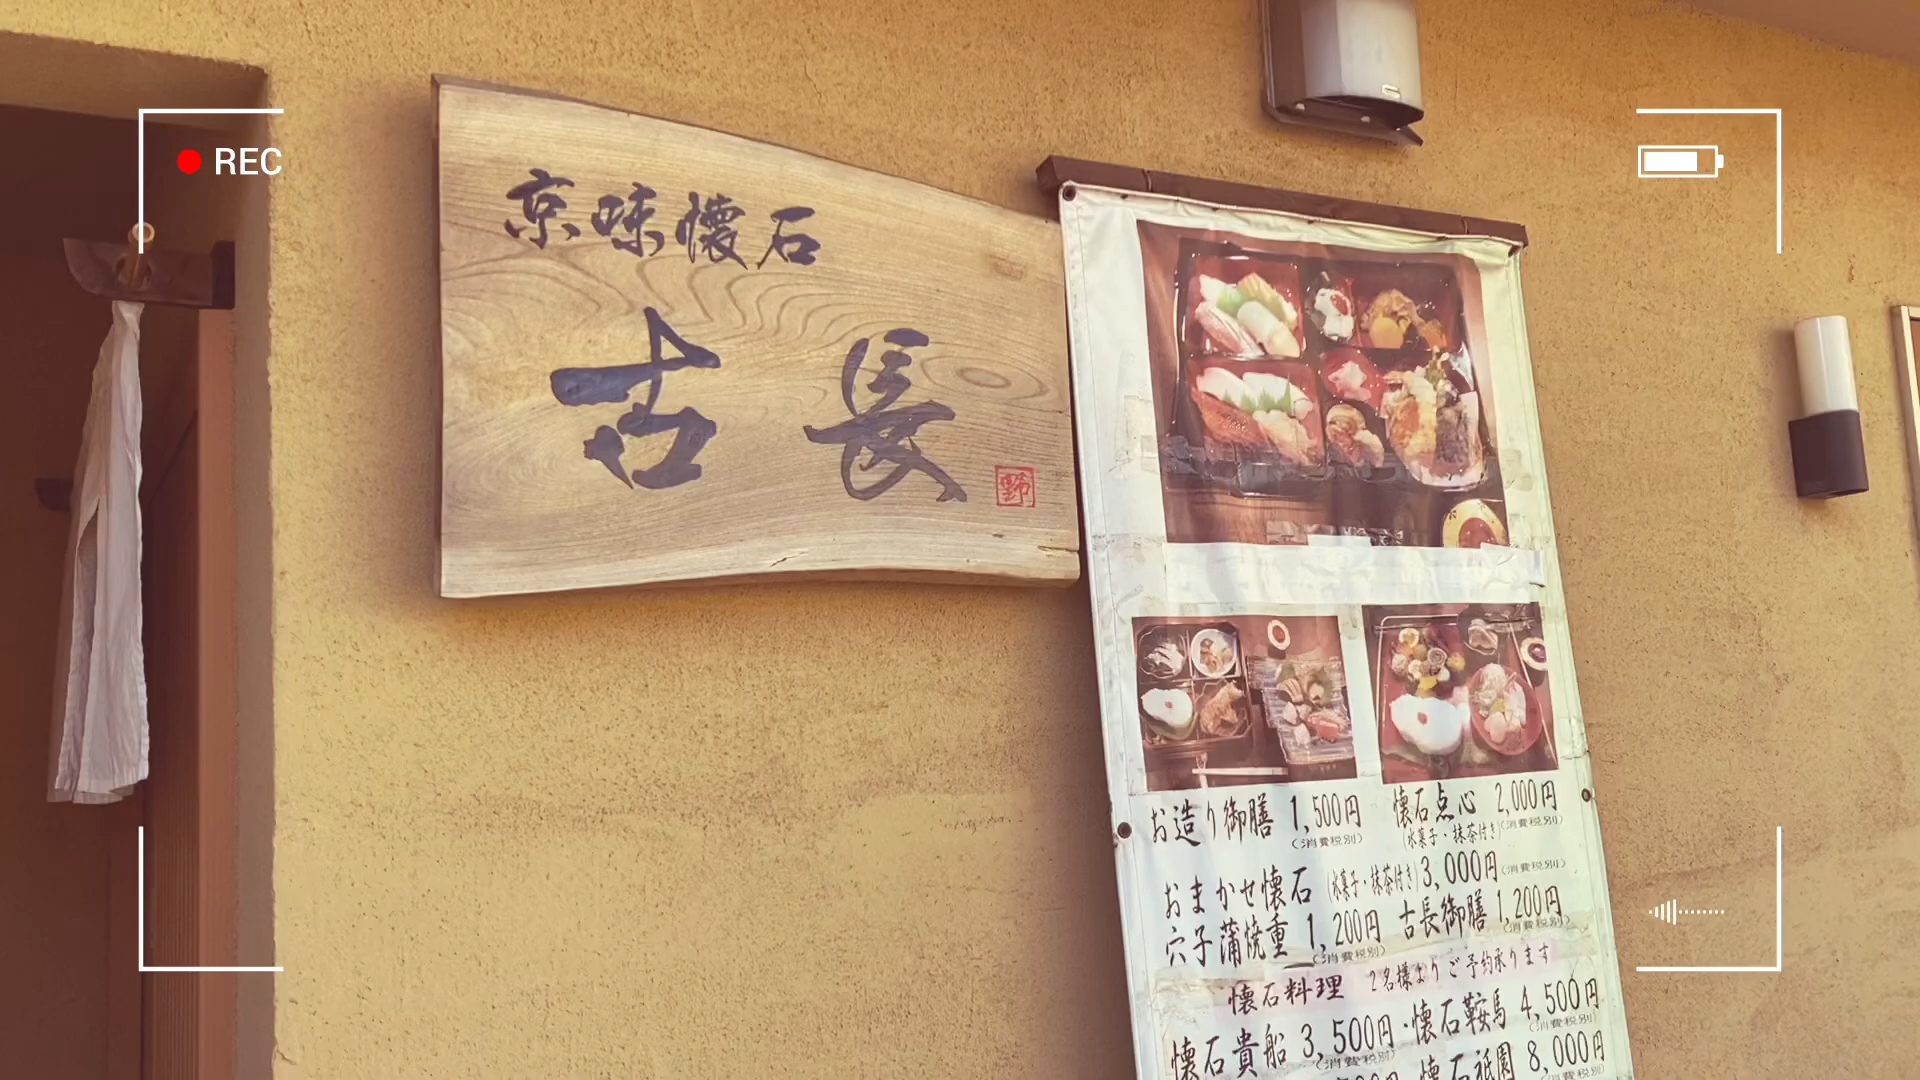 REC
京味懐石
古長
お造り御膳 1,500円
(消費税別)
懐石点心 2,000円
(氷菓子・抹茶付き)(消費税別)
おまかせ懐石 (氷菓子・抹茶付き) 3,000円 (消費税別)
穴子蒲焼重 1,200円
(消費税別)
古長御膳 1,200円
(消費税別)
懐石料理 2名様よりご予約承ります
懐石貴船 3,500円
(消費税別)
・懐石鞍馬 4,500円
(消費税別)
懐石祇園 8,000円
(消費税別)